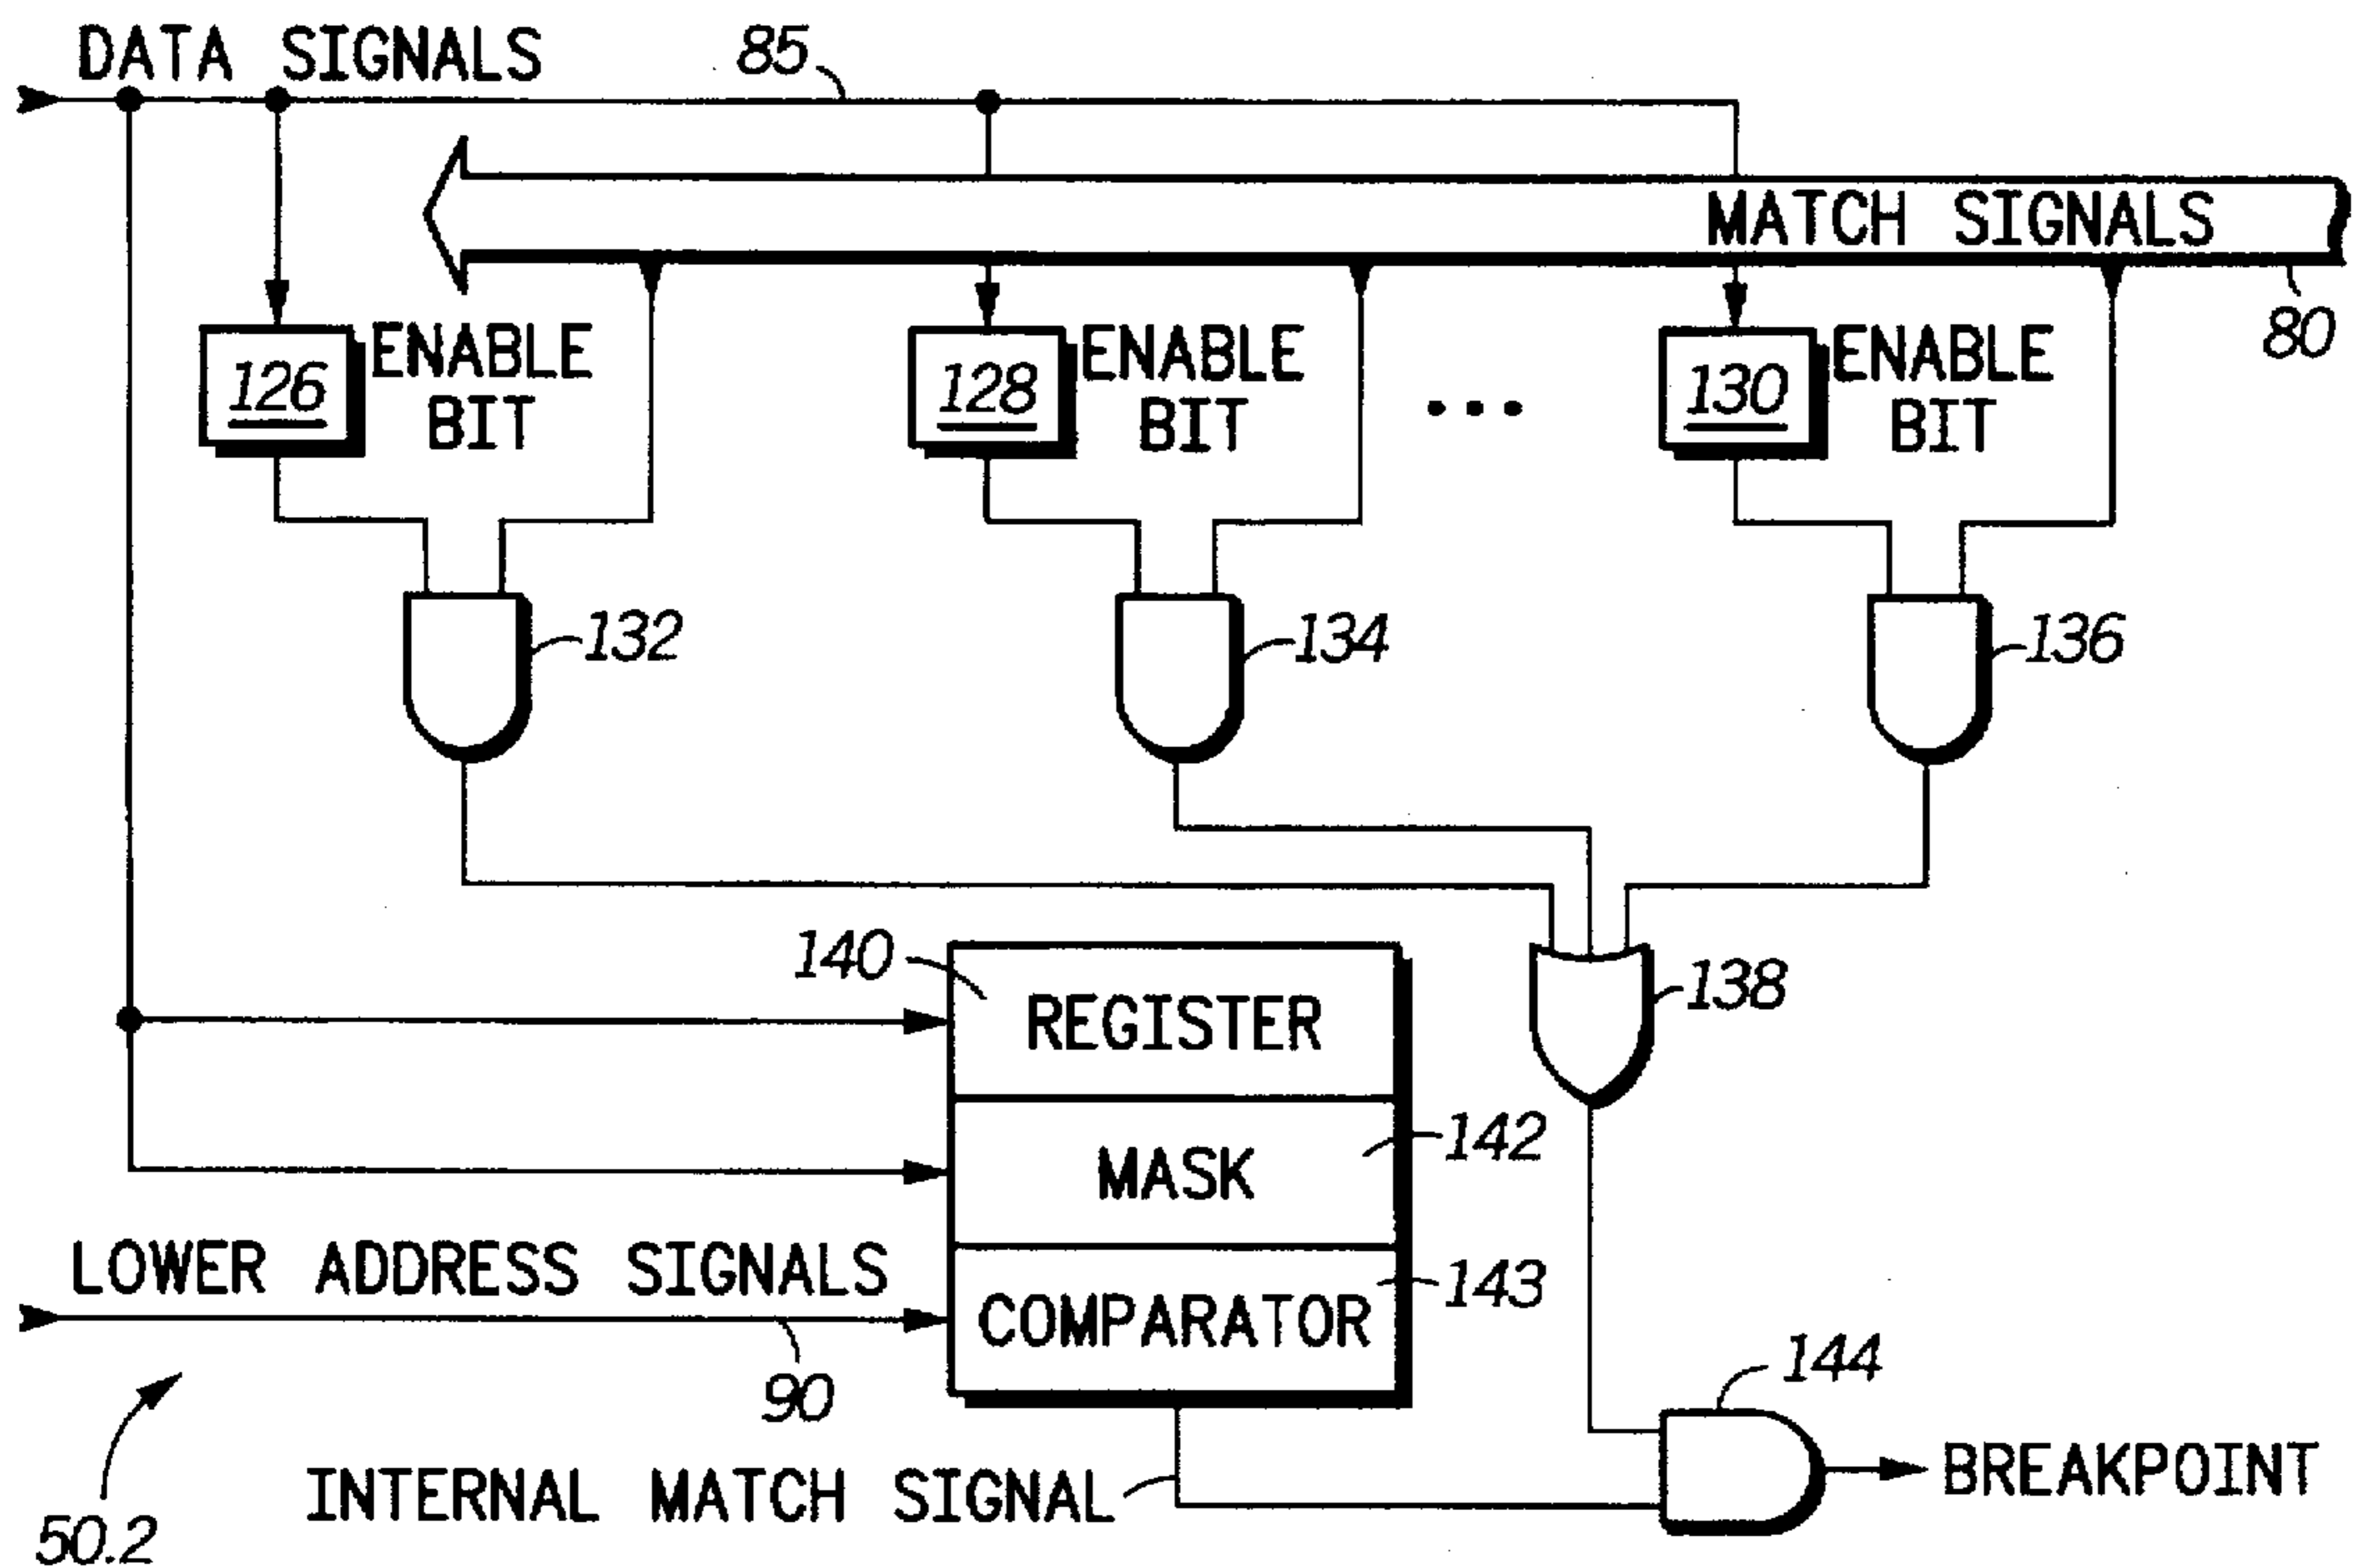 DATA SIGNALS
85
MATCH SIGNALS
80
126
ENABLE
BIT
128
ENABLE
BIT
...
130
ENABLE
BIT
132
134
136
140
REGISTER
138
MASK
142
LOWER ADDRESS SIGNALS
COMPARATOR
143
90
144
INTERNAL MATCH SIGNAL
BREAKPOINT
50.2